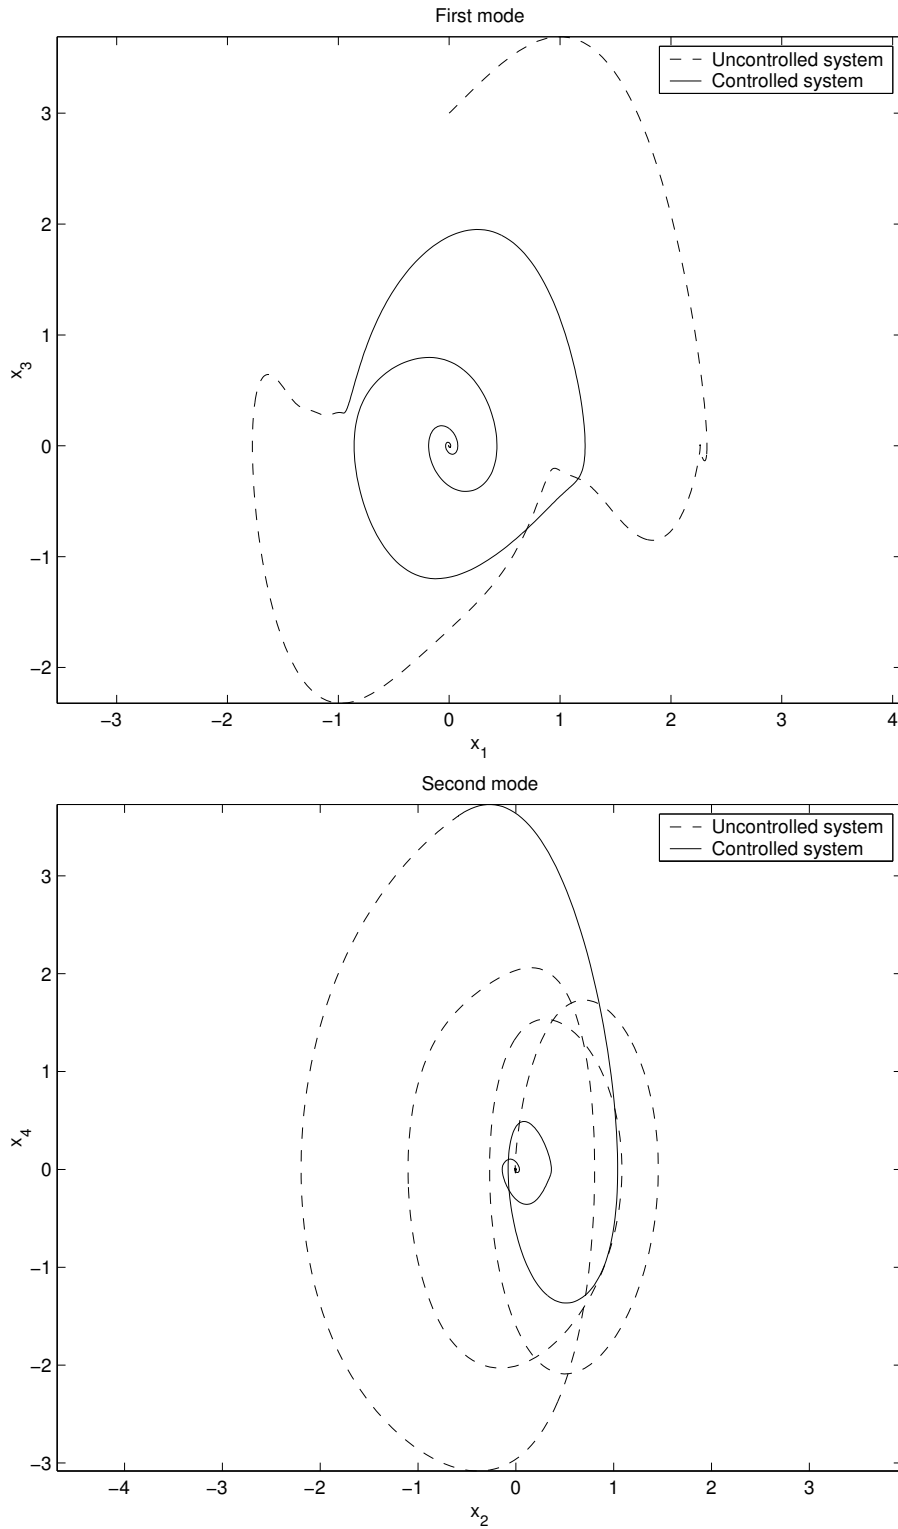 First mode
Uncontrolled system
Controlled system
3
2
1
0
−1
−2
x3
−3 −2 −1 0 1 2 3 4
x1
Second mode
Uncontrolled system
Controlled system
3
2
1
0
−1
−2
−3
x4
−4 −3 −2 −1 0 1 2 3
x2